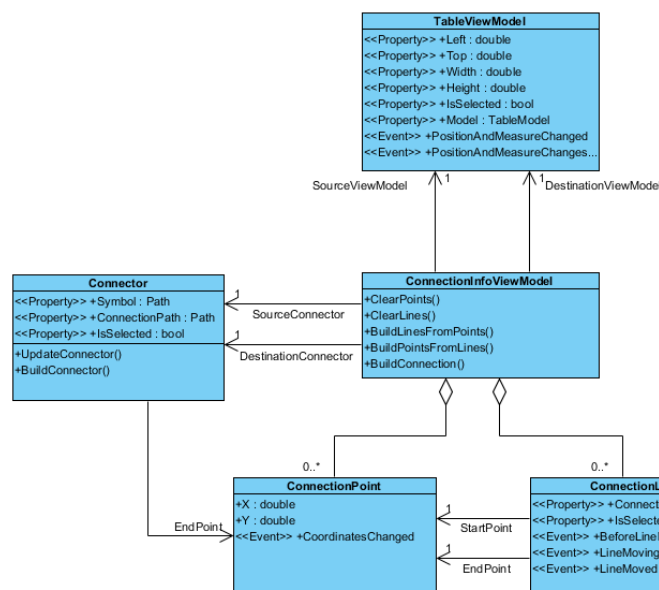 TableViewModel
<<Property>> +Left : double
<<Property>> +Top : double
<<Property>> +Width : double
<<Property>> +Height : double
<<Property>> +IsSelected : bool
<<Property>> +Model : TableModel
<<Event>> +PositionAndMeasureChanged
<<Event>> +PositionAndMeasureChanges...
SourceViewModel
1
1
DestinationViewModel
Connector
<<Property>> +Symbol : Path
<<Property>> +ConnectionPath : Path
<<Property>> +IsSelected : bool
+UpdateConnector()
+BuildConnector()
1
SourceConnector
1
DestinationConnector
ConnectionInfoViewModel
+ClearPoints()
+ClearLines()
+BuildLinesFromPoints()
+BuildPointsFromLines()
+BuildConnection()
0..*
0..*
EndPoint
ConnectionPoint
+X : double
+Y : double
<<Event>> +CoordinatesChanged
1
StartPoint
1
EndPoint
ConnectionL
<<Property>> +Connect
<<Property>> +IsSelecte
<<Event>> +BeforeLine
<<Event>> +LineMoving
<<Event>> +LineMoved